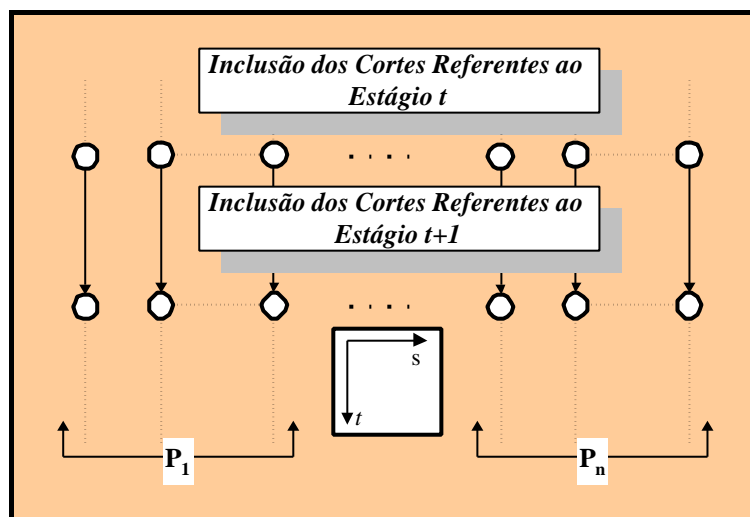 Inclusão dos Cortes Referentes ao
Estágio t
. . . .
Inclusão dos Cortes Referentes ao
Estágio t+1
. . . .
s
t
P1
Pn